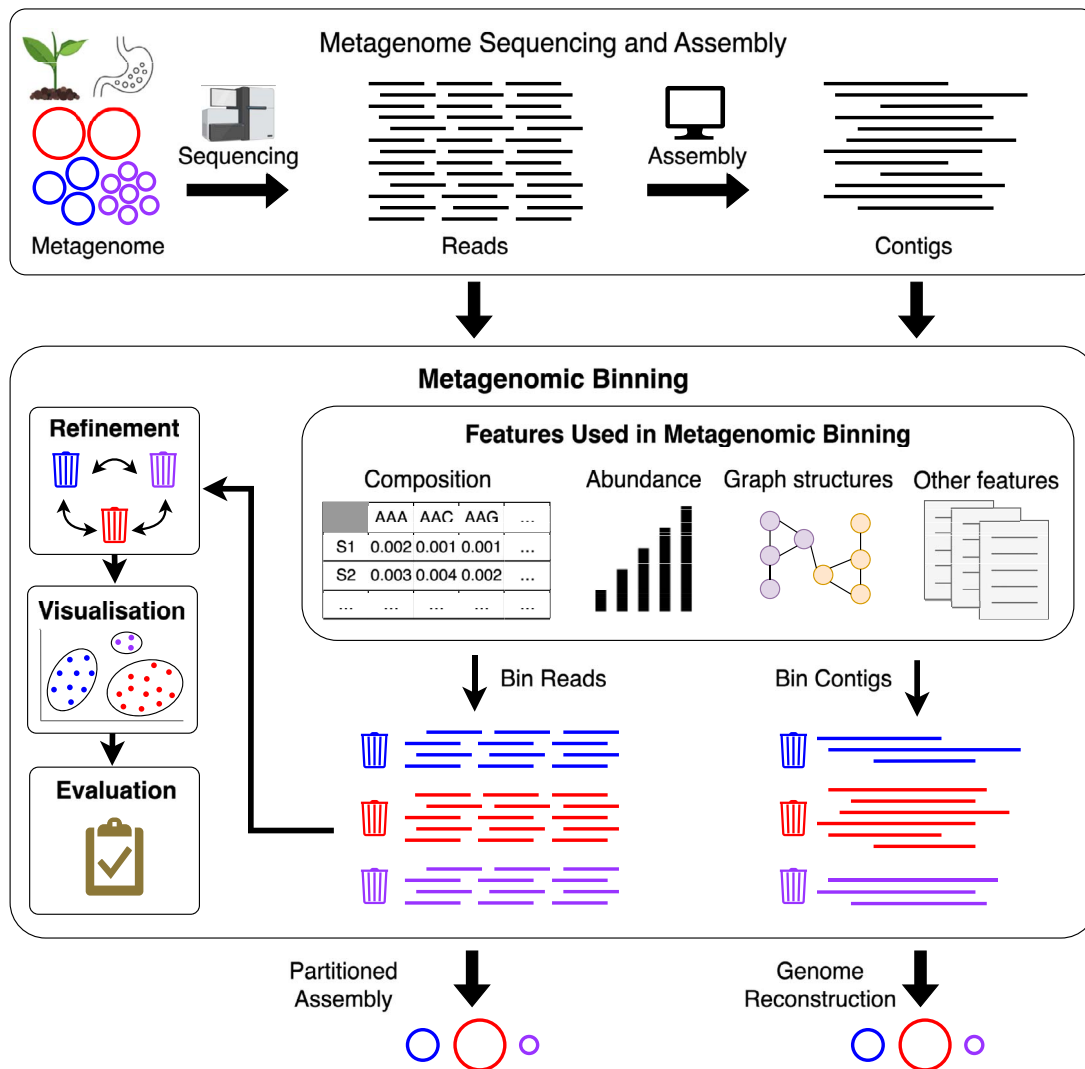 Metagenome Sequencing and Assembly
Sequencing
Assembly
Metagenome
Reads
Contigs
Metagenomic Binning
Refinement
Visualisation
Evaluation
Features Used in Metagenomic Binning
Composition
AAA AAC AAG ...
S1 0.002 0.001 0.001 ...
S2 0.003 0.004 0.002 ...
... ... ... ... ...
Abundance
Graph structures
Other features
Bin Reads
Bin Contigs
Partitioned
Assembly
Genome
Reconstruction